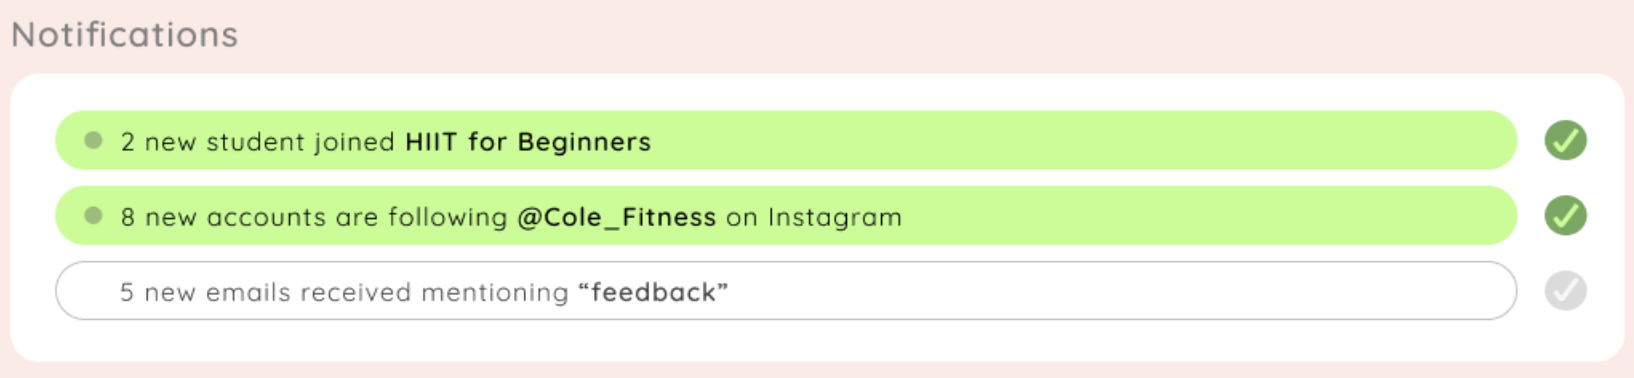 Notifications
2 new student joined HIIT for Beginners
8 new accounts are following @Cole_Fitness on Instagram
5 new emails received mentioning “feedback”